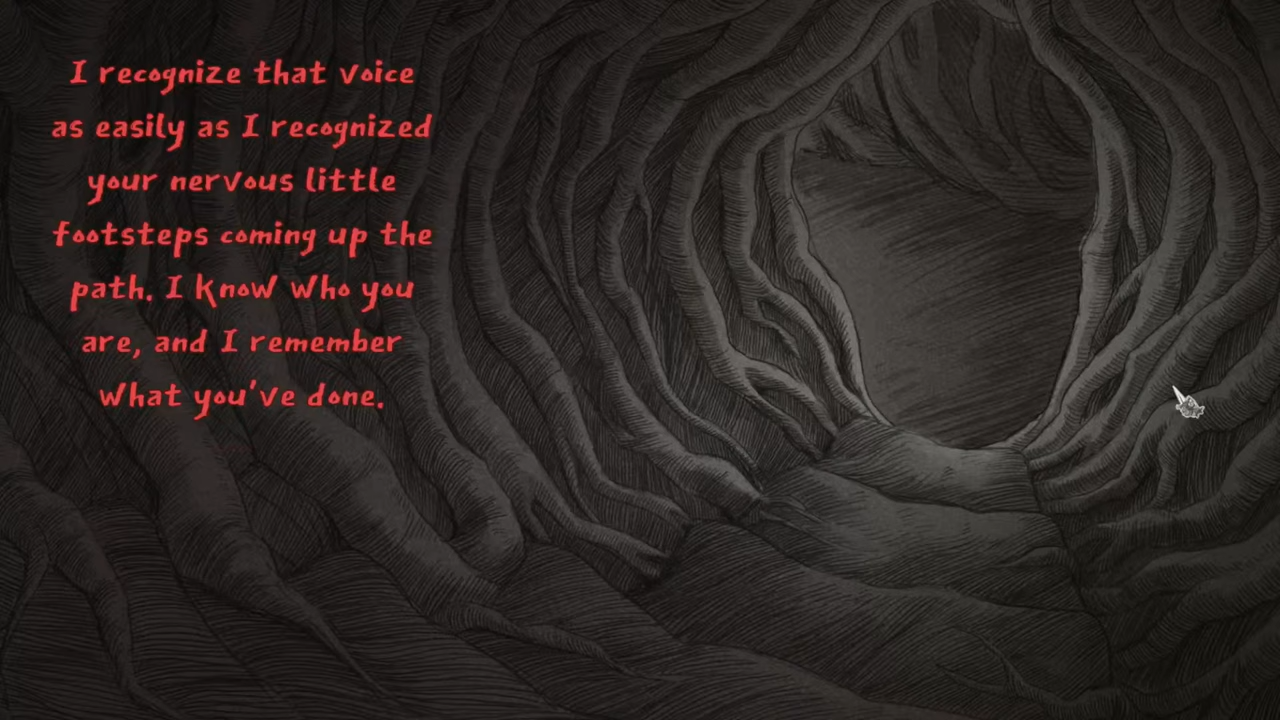 I recognize that voice
as easily as I recognized
your nervous little
footsteps coming up the
path. I know who you
are, and I remember
what you've done.